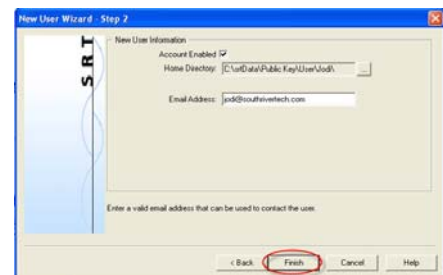 New User Wizard - Step 2
SRT
New User Information
Account Enabled
Home Directory: C:\srtData\Public Key\User\Jodi\ ...
Email Address: jodi@southrivertech.com
Enter a valid email address that can be used to contact the user.
< Back Finish Cancel Help